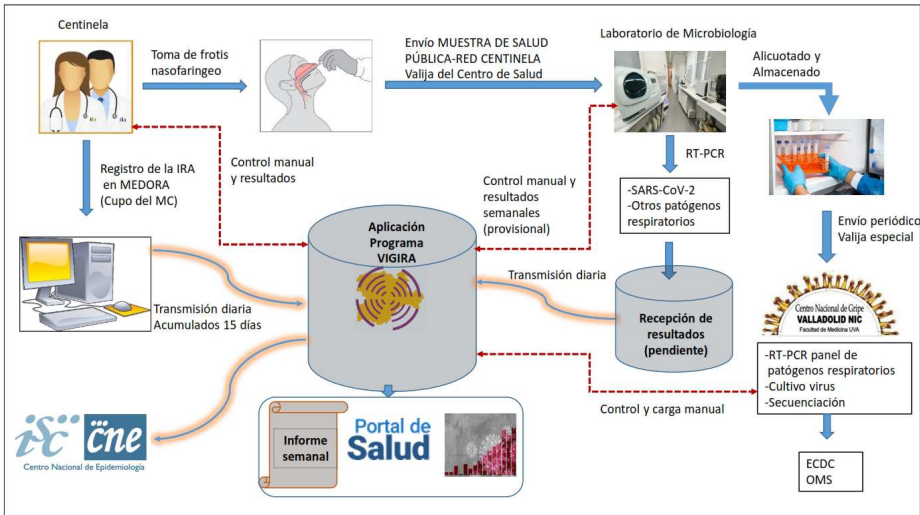 Centinela
Toma de frotis
nasofaringeo
Envío MUESTRA DE SALUD
PÚBLICA-RED CENTINELA
Valija del Centro de Salud
Laboratorio de Microbiología
Alicuotado y
Almacenado
Registro de la IRA
en MEDORA
(Cupo del MC)
Control manual
y resultados
Control manual y
resultados
semanales
(provisional)
RT-PCR
-SARS-CoV-2
-Otros patógenos
respiratorios
Envío periódico
Valija especial
Aplicación
Programa
VIGIRA
Transmisión diaria
Acumulados 15 días
Transmisión diaria
Recepción de
resultados
(pendiente)
Centro Nacional de Gripe
VALLADOLID NIC
Facultad de Medicina UVA
-RT-PCR panel de
patógenos respiratorios
-Cultivo virus
-Secuenciación
Control y carga manual
isc cne
Centro Nacional de Epidemiología
Informe
semanal
Portal de
Salud
ECDC
OMS